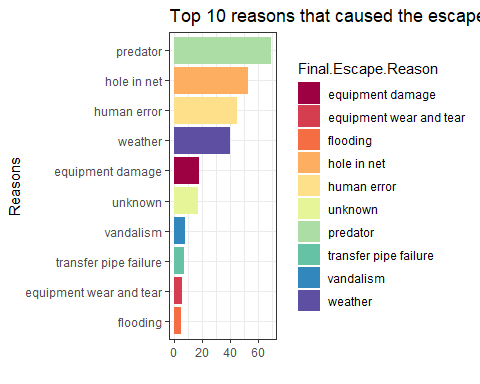 Top 10 reasons that caused the escape
Reasons
predator
hole in net
human error
weather
equipment damage
unknown
vandalism
transfer pipe failure
equipment wear and tear
flooding
0 20 40 60
Final.Escape.Reason
equipment damage
equipment wear and tear
flooding
hole in net
human error
unknown
predator
transfer pipe failure
vandalism
weather